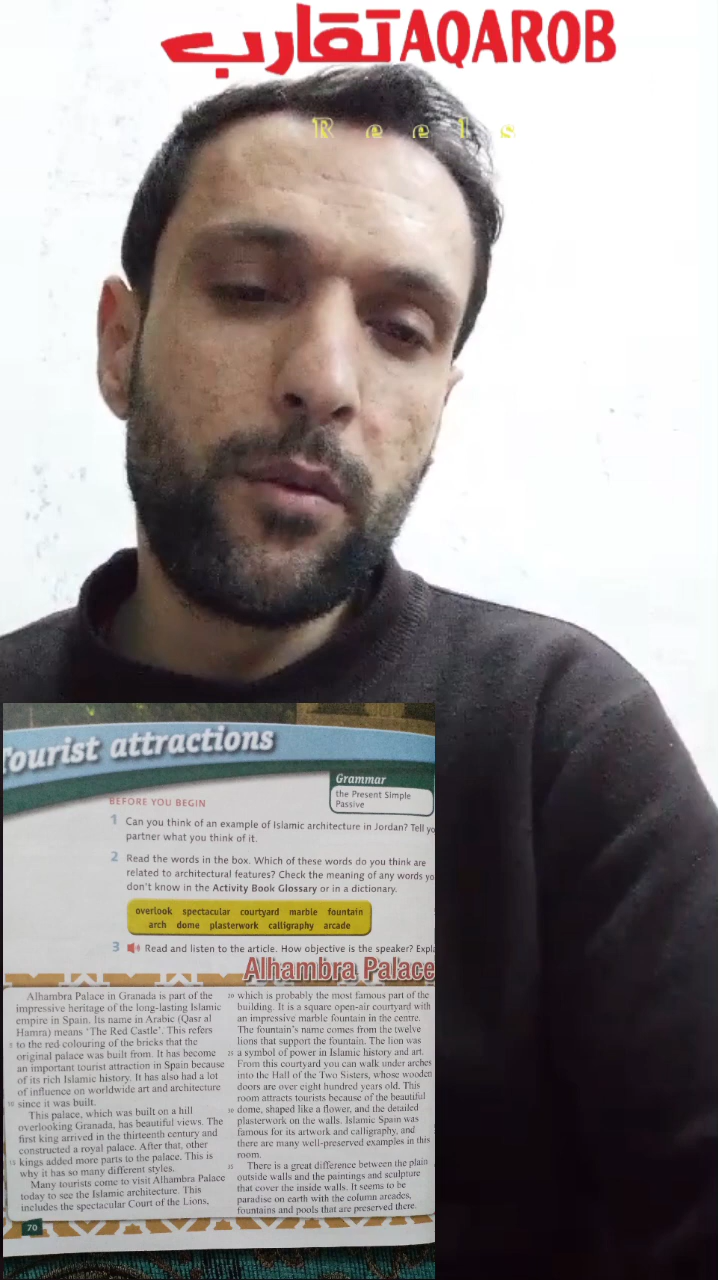 تقارب AQAROB
Reels
Tourist attractions
Grammar
the Present Simple
Passive
BEFORE YOU BEGIN
1 Can you think of an example of Islamic architecture in Jordan? Tell yo
partner what you think of it.
2 Read the words in the box. Which of these words do you think are
related to architectural features? Check the meaning of any words yo
don't know in the Activity Book Glossary or in a dictionary.
overlook spectacular courtyard marble fountain
arch dome plasterwork calligraphy arcade
3 Read and listen to the article. How objective is the speaker? Expla
Alhambra Palace
Alhambra Palace in Granada is part of the
impressive heritage of the long-lasting Islamic
empire in Spain. Its name in Arabic (Qasr al
Hamra) means 'The Red Castle'. This refers
5 to the red colouring of the bricks that the
original palace was built from. It has become
an important tourist attraction in Spain because
of its rich Islamic history. It has also had a lot
of influence on worldwide art and architecture
10 since it was built.
This palace, which was built on a hill
overlooking Granada, has beautiful views. The
first king arrived in the thirteenth century and
constructed a royal palace. After that, other
15 kings added more parts to the palace. This is
why it has so many different styles.
Many tourists come to visit Alhambra Palace
today to see the Islamic architecture. This
includes the spectacular Court of the Lions,
20 which is probably the most famous part of the
building. It is a square open-air courtyard with
an impressive marble fountain in the centre.
The fountain's name comes from the twelve
lions that support the fountain. The lion was
25 a symbol of power in Islamic history and art.
From this courtyard you can walk under arches
into the Hall of the Two Sisters, whose wooden
doors are over eight hundred years old. This
room attracts tourists because of the beautiful
30 dome, shaped like a flower, and the detailed
plasterwork on the walls. Islamic Spain was
famous for its artwork and calligraphy, and
there are many well-preserved examples in this
room.
35 There is a great difference between the plain
outside walls and the paintings and sculpture
that cover the inside walls. It seems to be
paradise on earth with the column arcades,
fountains and pools that are preserved there.
70